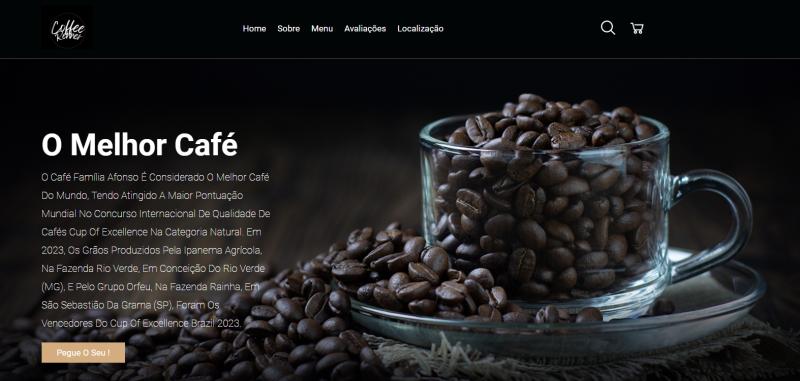 Coffee
Home Sobre Menu Avaliações Localização
O Melhor Café
O Café Família Afonso É Considerado O Melhor Café
Do Mundo, Tendo Atingido A Maior Pontuação
Mundial No Concurso Internacional De Qualidade De
Cafés Cup Of Excellence Na Categoria Natural. Em
2023, Os Grãos Produzidos Pela Ipanema Agrícola,
Na Fazenda Rio Verde, Em Conceição Do Rio Verde
(MG), E Pelo Grupo Orfeu, Na Fazenda Rainha, Em
São Sebastião Da Grama (SP), Foram Os
Vencedores Do Cup Of Excellence Brazil 2023.
Pegue O Seu !